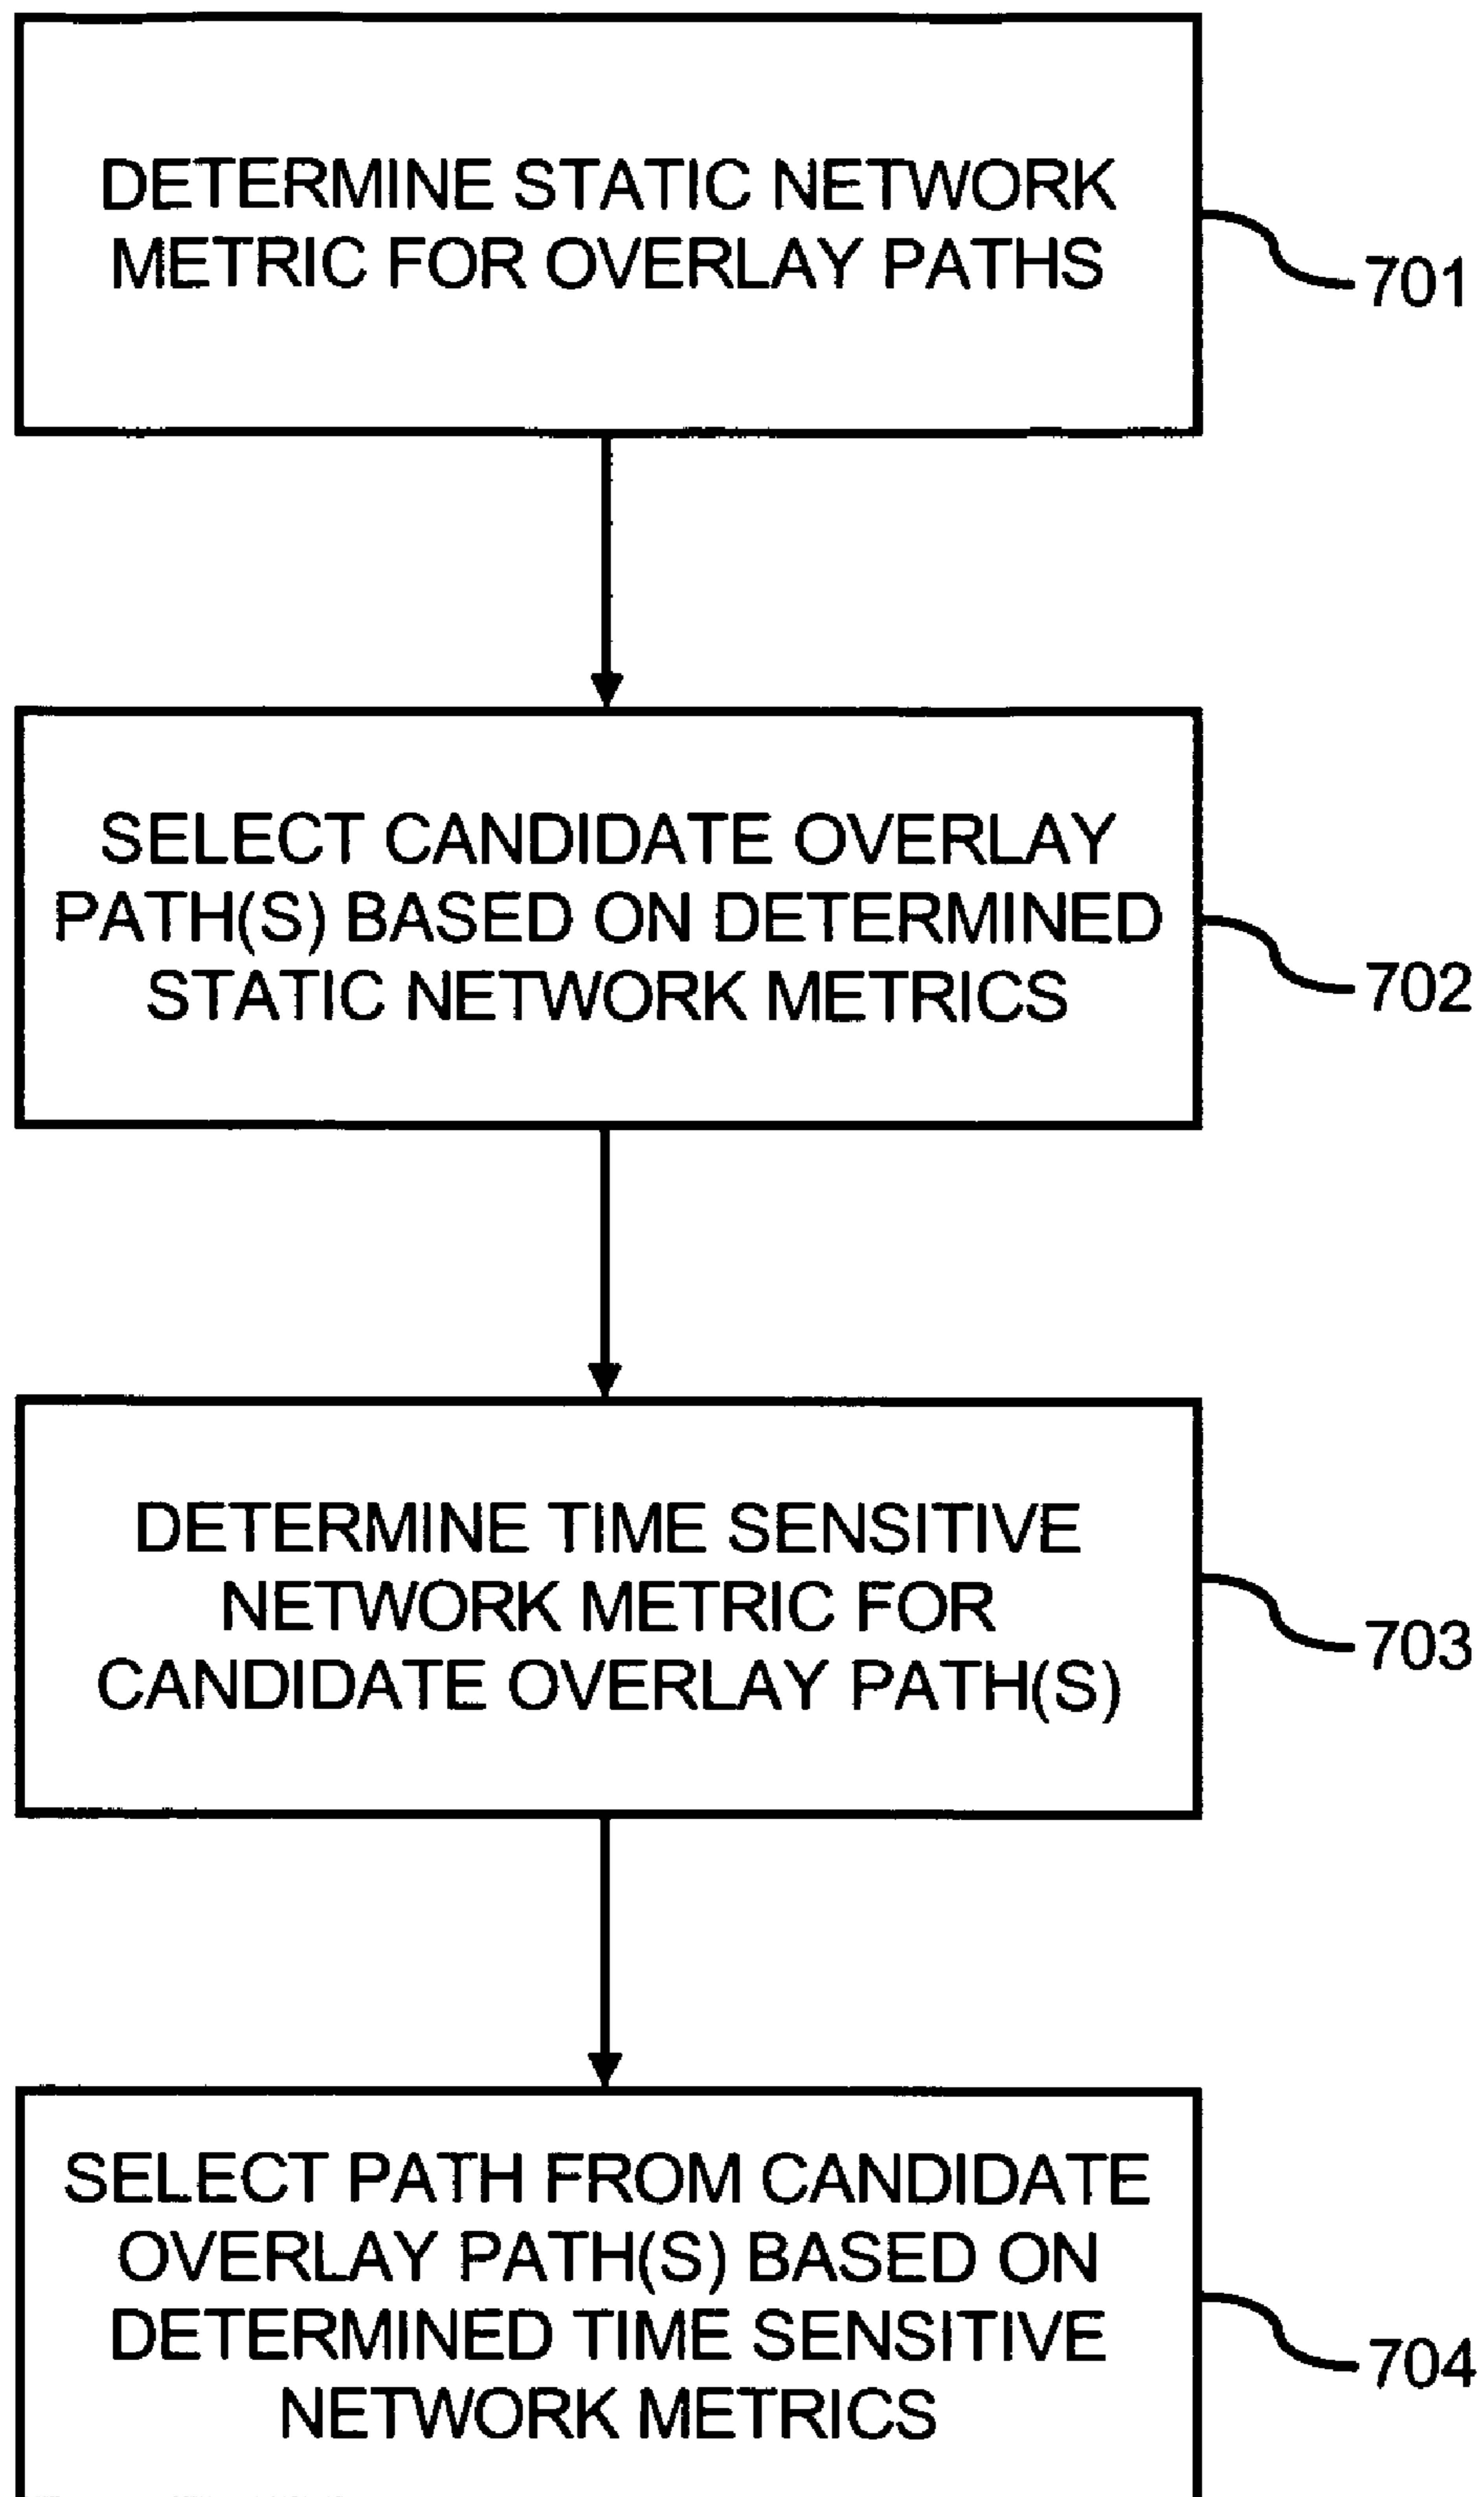 DETERMINE STATIC NETWORK
METRIC FOR OVERLAY PATHS
701
SELECT CANDIDATE OVERLAY
PATH(S) BASED ON DETERMINED
STATIC NETWORK METRICS
702
DETERMINE TIME SENSITIVE
NETWORK METRIC FOR
CANDIDATE OVERLAY PATH(S)
703
SELECT PATH FROM CANDIDATE
OVERLAY PATH(S) BASED ON
DETERMINED TIME SENSITIVE
NETWORK METRICS
704